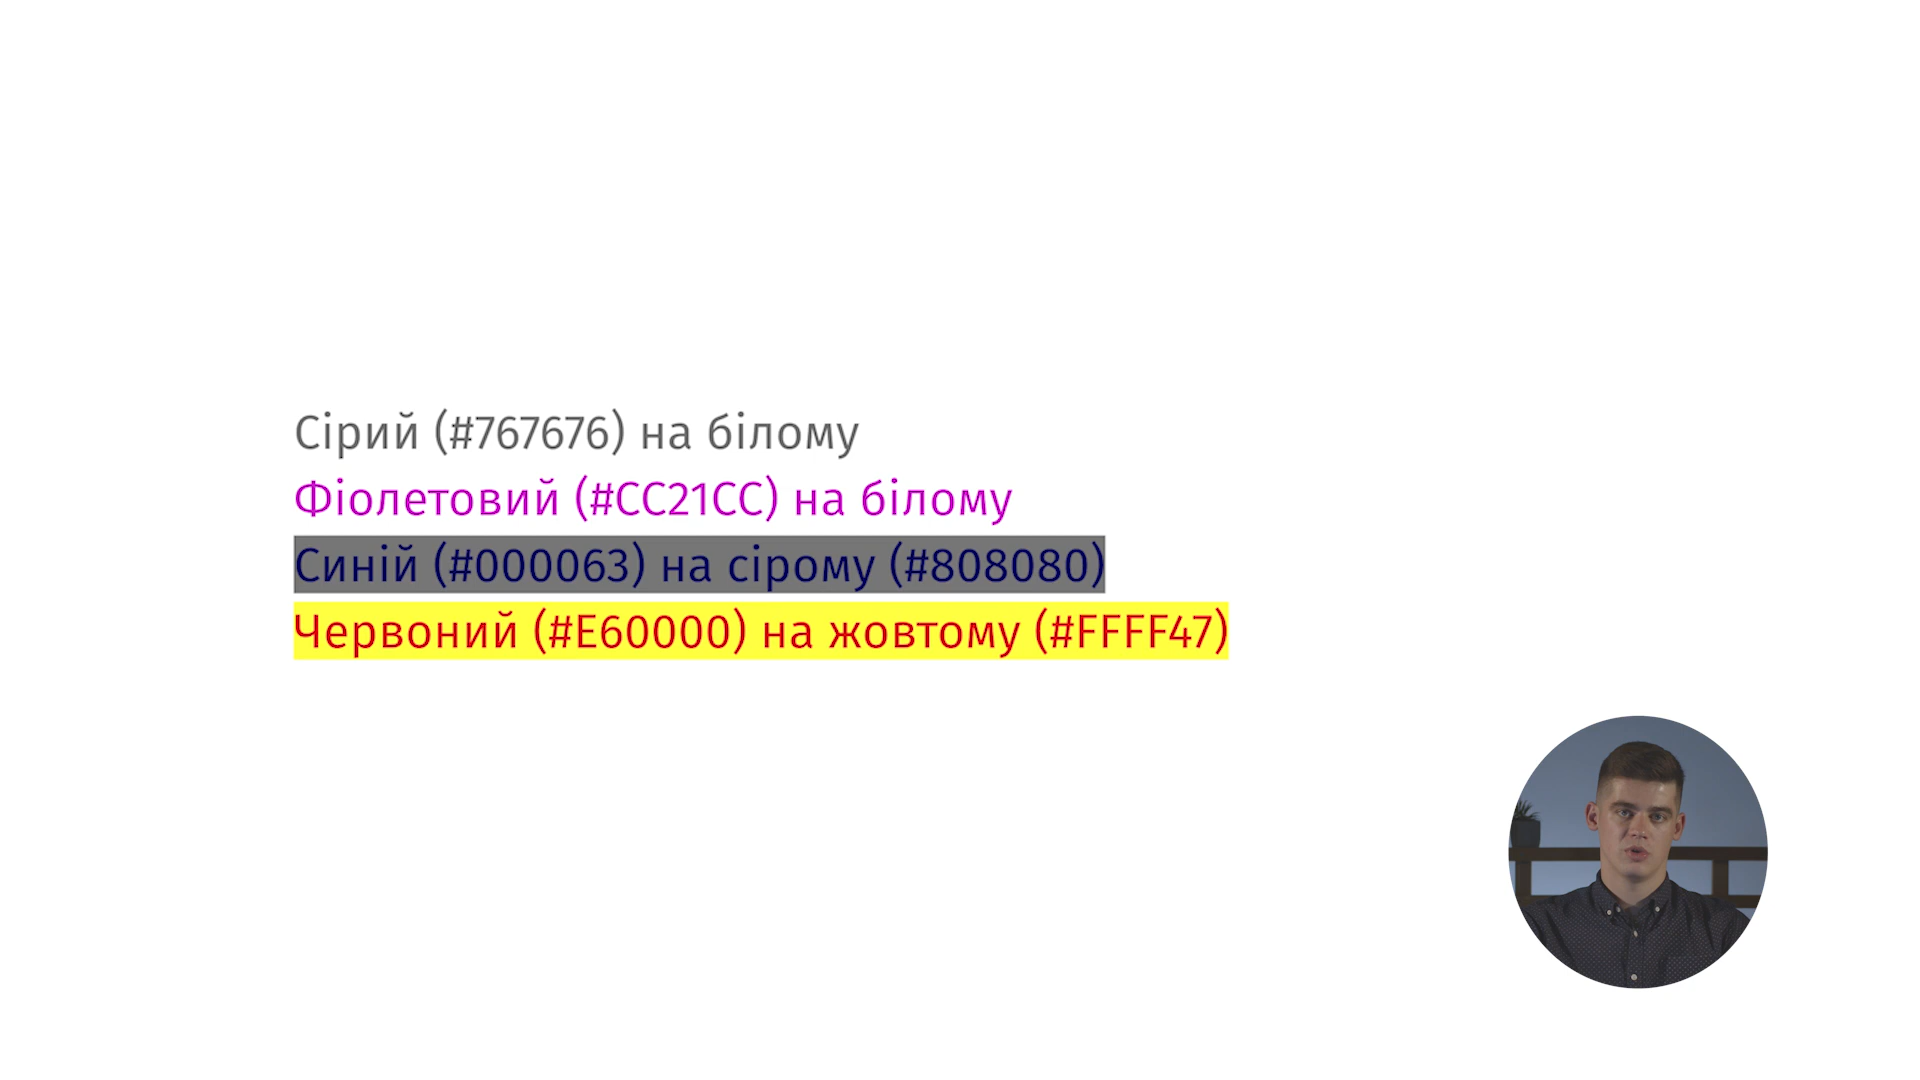 Сірий (#767676) на білому
Фіолетовий (#CC21CC) на білому
Синій (#000063) на сірому (#808080)
Червоний (#E60000) на жовтому (#FFFF47)